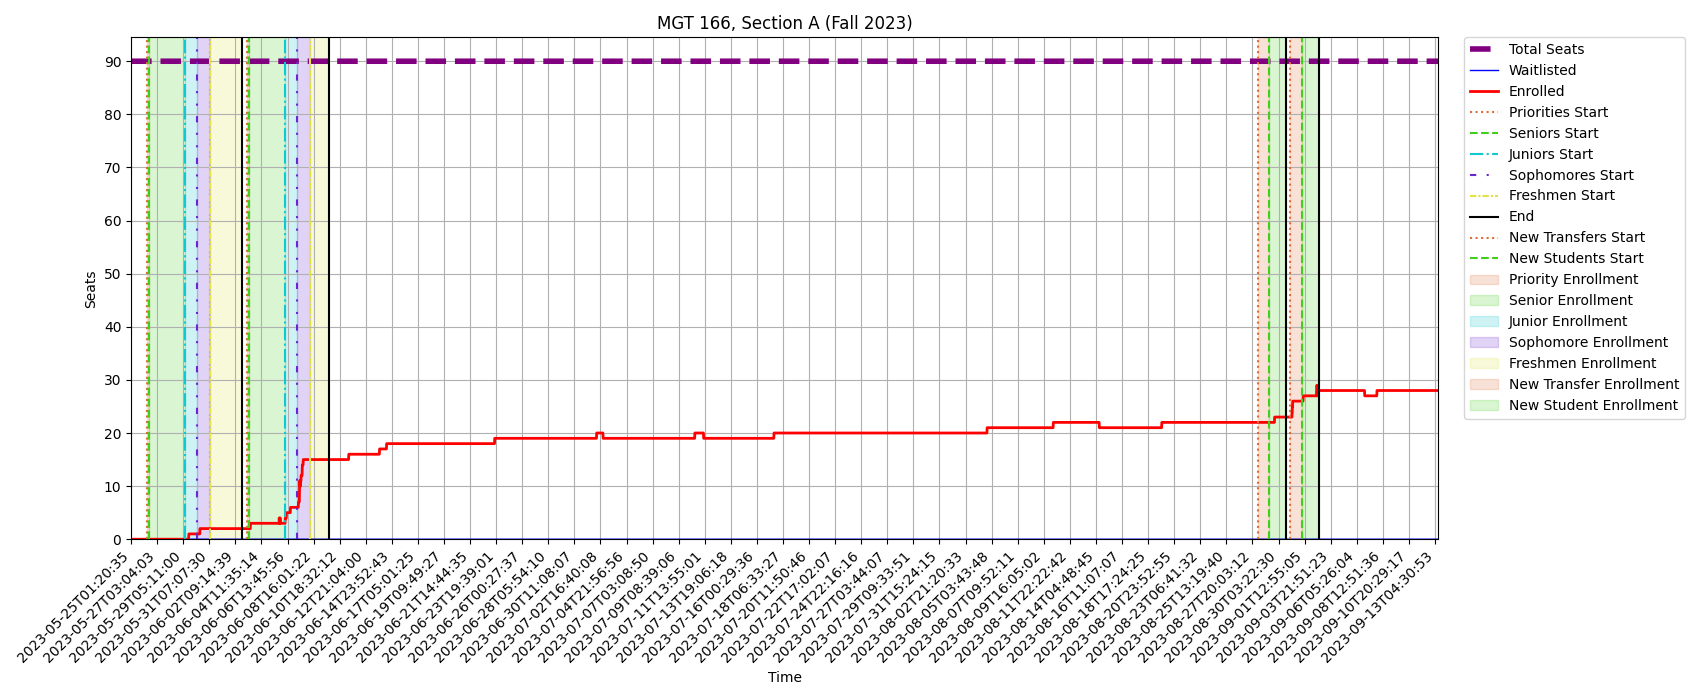 MGT 166, Section A (Fall 2023)
Seats
90
80
70
60
50
40
30
20
10
0
2023-05-25T01:20:35
2023-05-27T03:04:03
2023-05-29T05:11:00
2023-05-31T07:07:30
2023-06-02T09:14:39
2023-06-04T11:35:14
2023-06-06T13:45:56
2023-06-08T16:01:22
2023-06-10T18:32:12
2023-06-12T21:04:00
2023-06-14T23:52:43
2023-06-17T05:01:25
2023-06-19T09:49:27
2023-06-21T14:44:35
2023-06-23T19:39:01
2023-06-26T00:27:37
2023-06-28T05:54:10
2023-06-30T11:08:07
2023-07-02T16:40:08
2023-07-04T21:56:56
2023-07-07T03:08:50
2023-07-09T08:39:06
2023-07-11T13:55:01
2023-07-13T19:06:18
2023-07-16T00:29:36
2023-07-18T06:33:27
2023-07-20T11:50:46
2023-07-22T17:02:07
2023-07-24T22:16:19
2023-07-27T03:44:07
2023-07-29T09:33:51
2023-07-31T15:24:15
2023-08-02T21:20:33
2023-08-05T03:43:48
2023-08-07T09:52:11
2023-08-09T16:05:02
2023-08-11T22:22:42
2023-08-14T04:48:45
2023-08-16T11:07:07
2023-08-18T17:24:25
2023-08-20T23:52:55
2023-08-23T06:41:32
2023-08-25T13:19:40
2023-08-27T20:03:12
2023-08-30T03:22:30
2023-09-01T12:55:05
2023-09-03T21:51:23
2023-09-06T05:26:04
2023-09-08T12:51:36
2023-09-10T20:29:17
2023-09-13T04:30:53
Time
Total Seats
Waitlisted
Enrolled
Priorities Start
Seniors Start
Juniors Start
Sophomores Start
Freshmen Start
End
New Transfers Start
New Students Start
Priority Enrollment
Senior Enrollment
Junior Enrollment
Sophomore Enrollment
Freshmen Enrollment
New Transfer Enrollment
New Student Enrollment